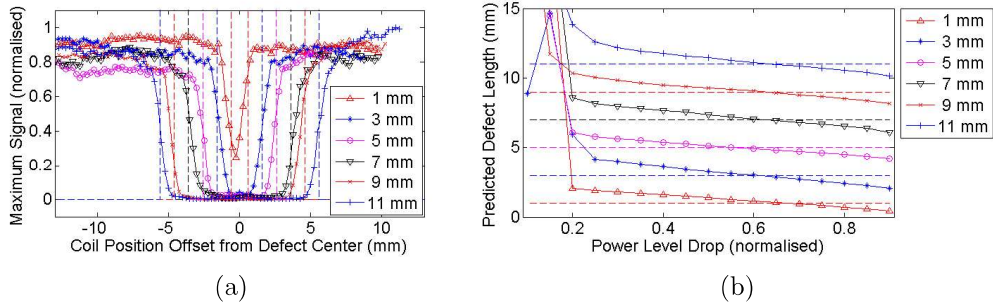 Maximum Signal (normalised)
1
0.8
0.6
0.4
0.2
0
-10
-5
0
5
10
Coil Position Offset from Defect Center (mm)
1 mm
3 mm
5 mm
7 mm
9 mm
11 mm
(a)
Predicted Defect Length (mm)
15
10
5
0
0.2
0.4
0.6
0.8
Power Level Drop (normalised)
1 mm
3 mm
5 mm
7 mm
9 mm
11 mm
(b)